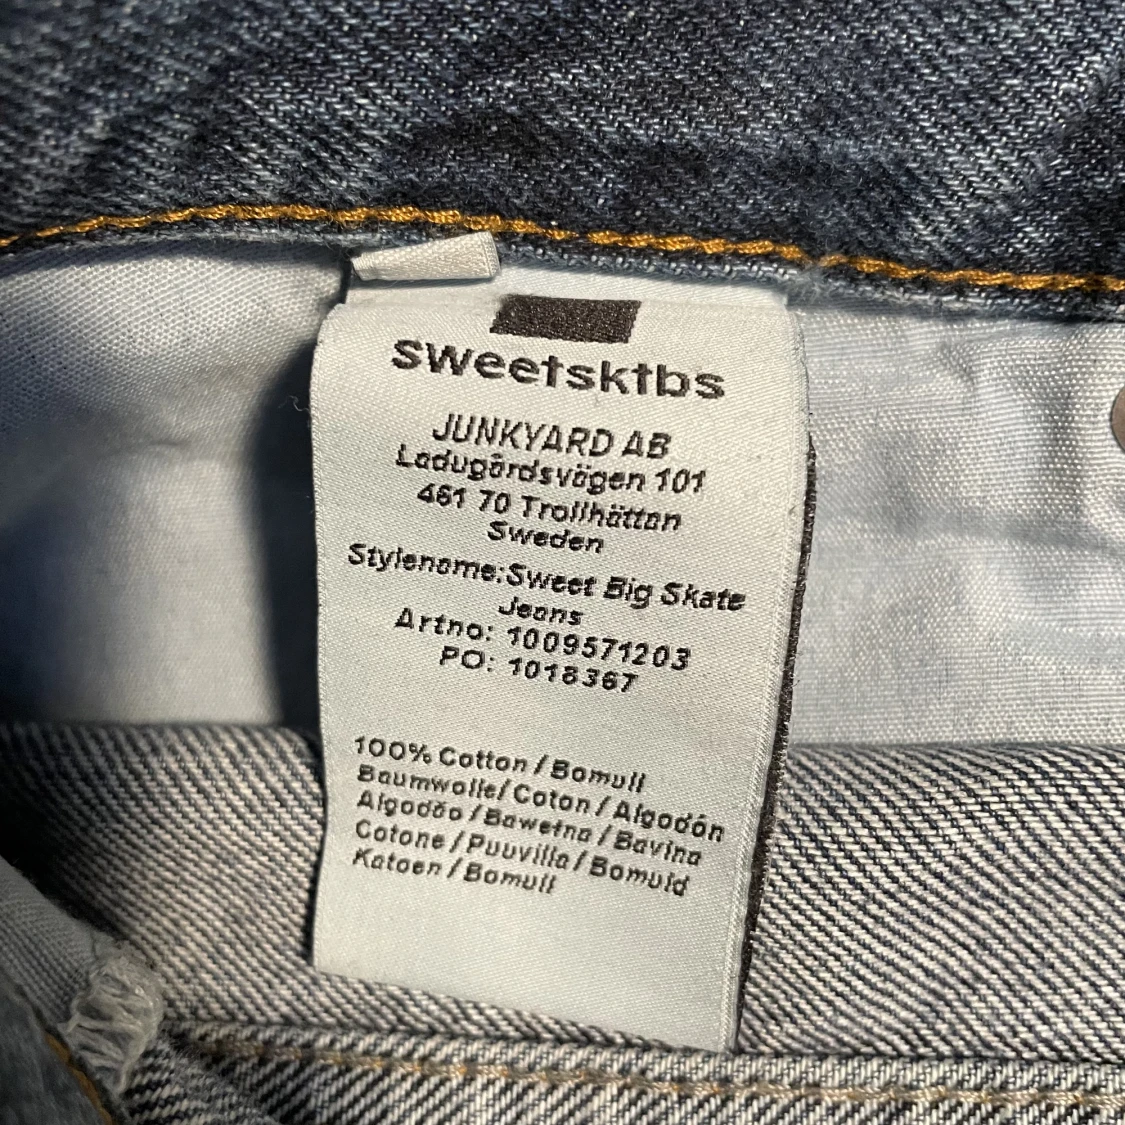 sweetsktbs
JUNKYARD AB
Ladugårdsvägen 101
461 70 Trollhättan
Sweden
Stylename:Sweet Big Skate
Jeans
Artno: 1009571203
PO: 1018367
100% Cotton / Bomull
Baumwolle/ Coton / Algodón
Algodão / Bawełna / Bavlna
Cotone / Puuvilla / Bomuld
Katoen / Bomull